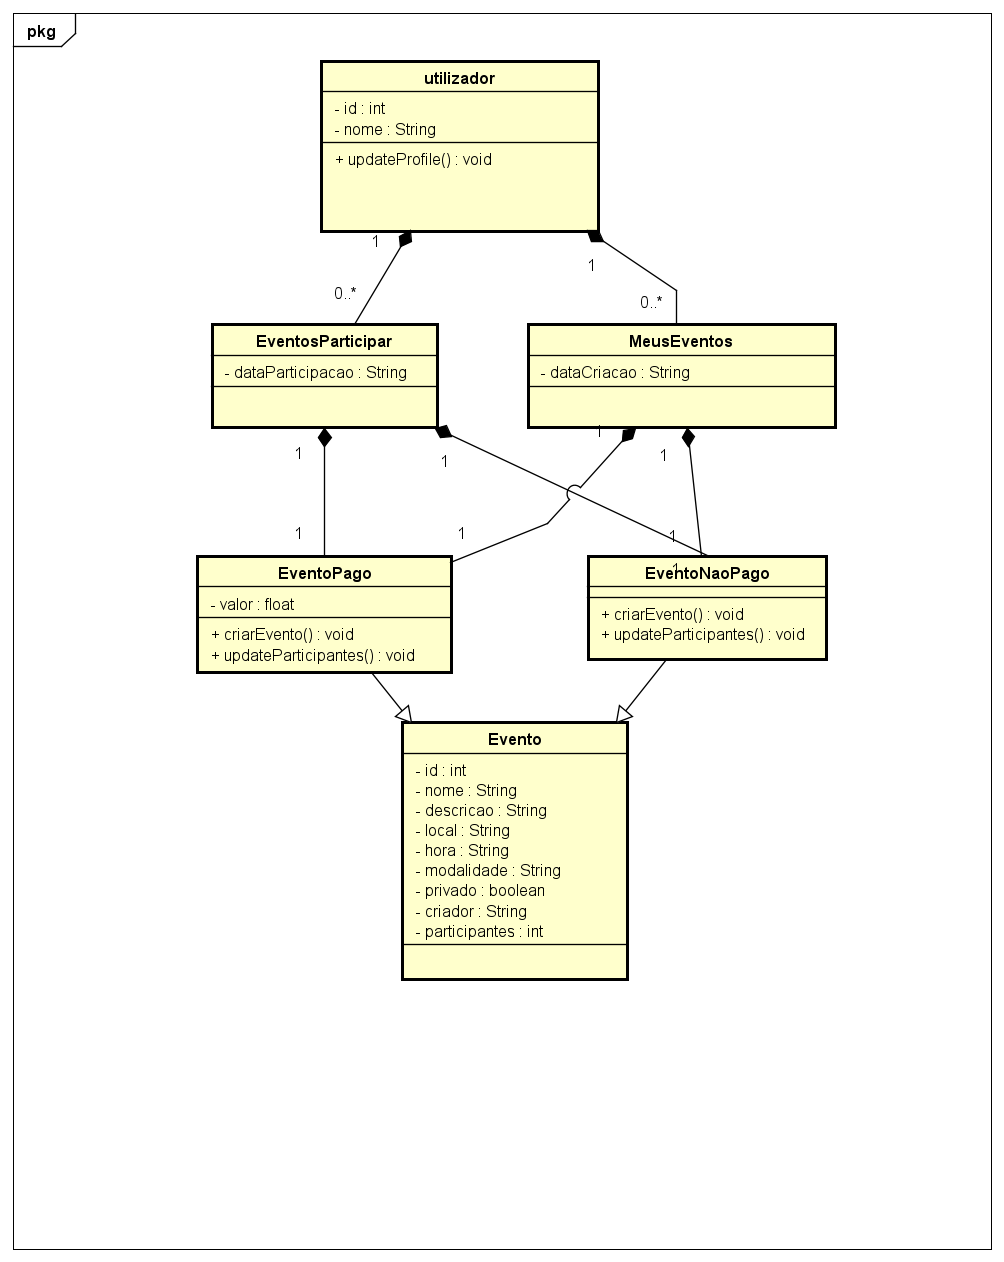 pkg
utilizador
- id : int
- nome : String
+ updateProfile() : void
1
1
0..*
0..*
EventosParticipar
- dataParticipacao : String
MeusEventos
- dataCriacao : String
1
1
1
1
1
1
1
1
EventoPago
- valor : float
+ criarEvento() : void
+ updateParticipantes() : void
EventoNaoPago
+ criarEvento() : void
+ updateParticipantes() : void
Evento
- id : int
- nome : String
- descricao : String
- local : String
- hora : String
- modalidade : String
- privado : boolean
- criador : String
- participantes : int